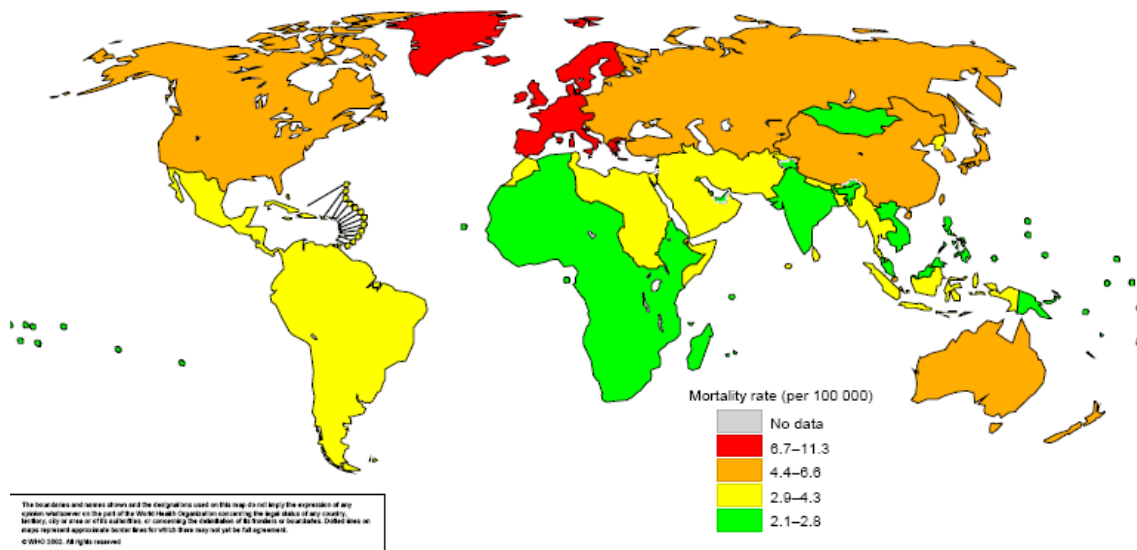 Mortality rate (per 100 000)
No data
6.7–11.3
4.4–6.6
2.9–4.3
2.1–2.8
The boundaries and names shown and the designations used on this map do not imply the expression of any
opinion whatsoever on the part of the World Health Organization concerning the legal status of any country,
territory, city or area or of its authorities, or concerning the delimitation of its frontiers or boundaries. Dotted lines on
maps represent approximate border lines for which there may not yet be full agreement.
© WHO 2002. All rights reserved